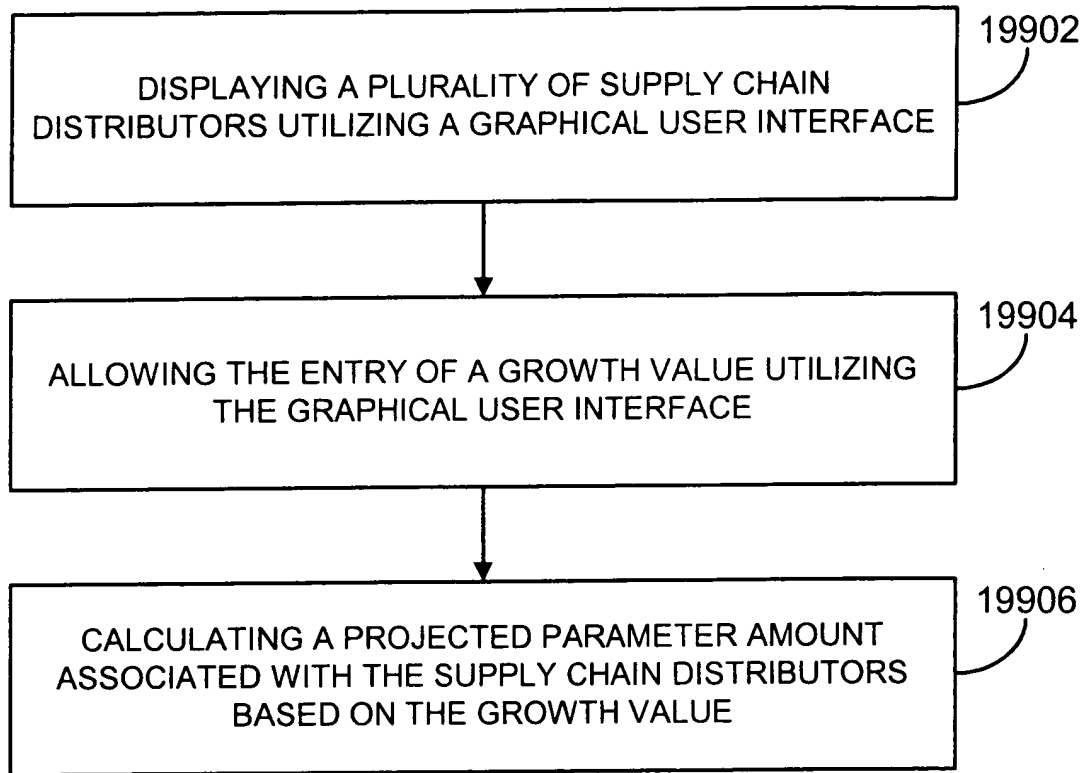 19902
DISPLAYING A PLURALITY OF SUPPLY CHAIN
DISTRIBUTORS UTILIZING A GRAPHICAL USER INTERFACE
19904
ALLOWING THE ENTRY OF A GROWTH VALUE UTILIZING
THE GRAPHICAL USER INTERFACE
19906
CALCULATING A PROJECTED PARAMETER AMOUNT
ASSOCIATED WITH THE SUPPLY CHAIN DISTRIBUTORS
BASED ON THE GROWTH VALUE